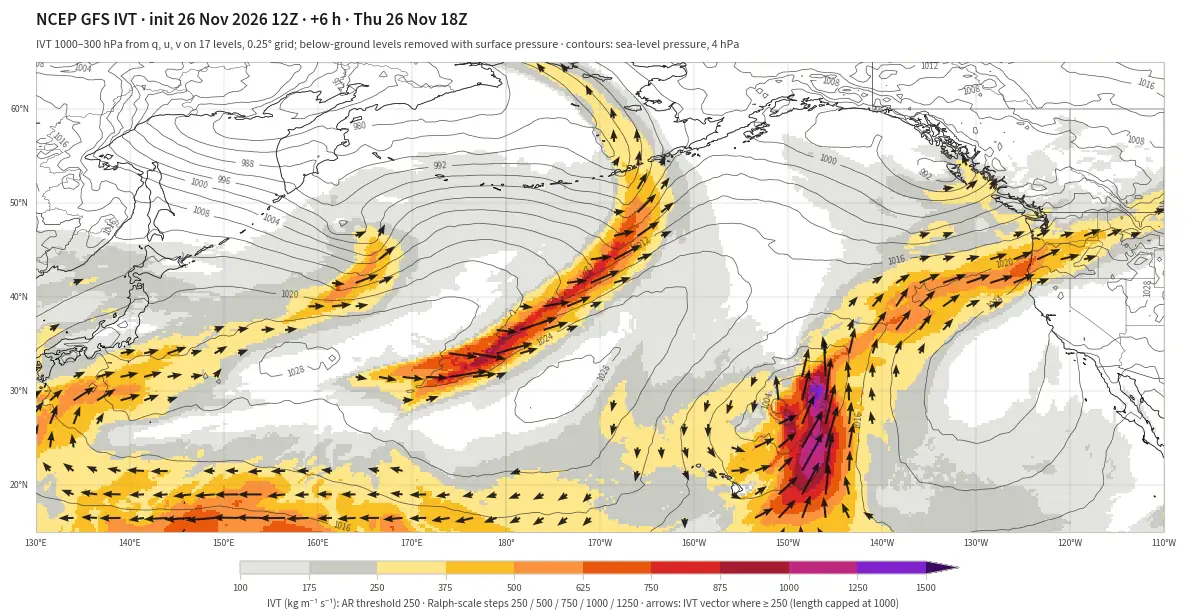 NCEP GFS IVT · init 26 Nov 2026 12Z · +6 h · Thu 26 Nov 18Z
IVT 1000–300 hPa from q, u, v on 17 levels, 0.25° grid; below-ground levels removed with surface pressure · contours: sea-level pressure, 4 hPa
1004 1012
1008 1008 1016
60°N
980
1016 1008
988 992 1000
996 992
1000
50°N
1008 1004
1016
1012
1016 1020
40°N
1020 1028
1024
1028 1028
30°N
1004
1016
20°N
1016
130°E 140°E 150°E 160°E 170°E 180° 170°W 160°W 150°W 140°W 130°W 120°W 110°W
100 175 250 375 500 625 750 875 1000 1250 1500
IVT (kg m⁻¹ s⁻¹): AR threshold 250 · Ralph-scale steps 250 / 500 / 750 / 1000 / 1250 · arrows: IVT vector where ≥ 250 (length capped at 1000)